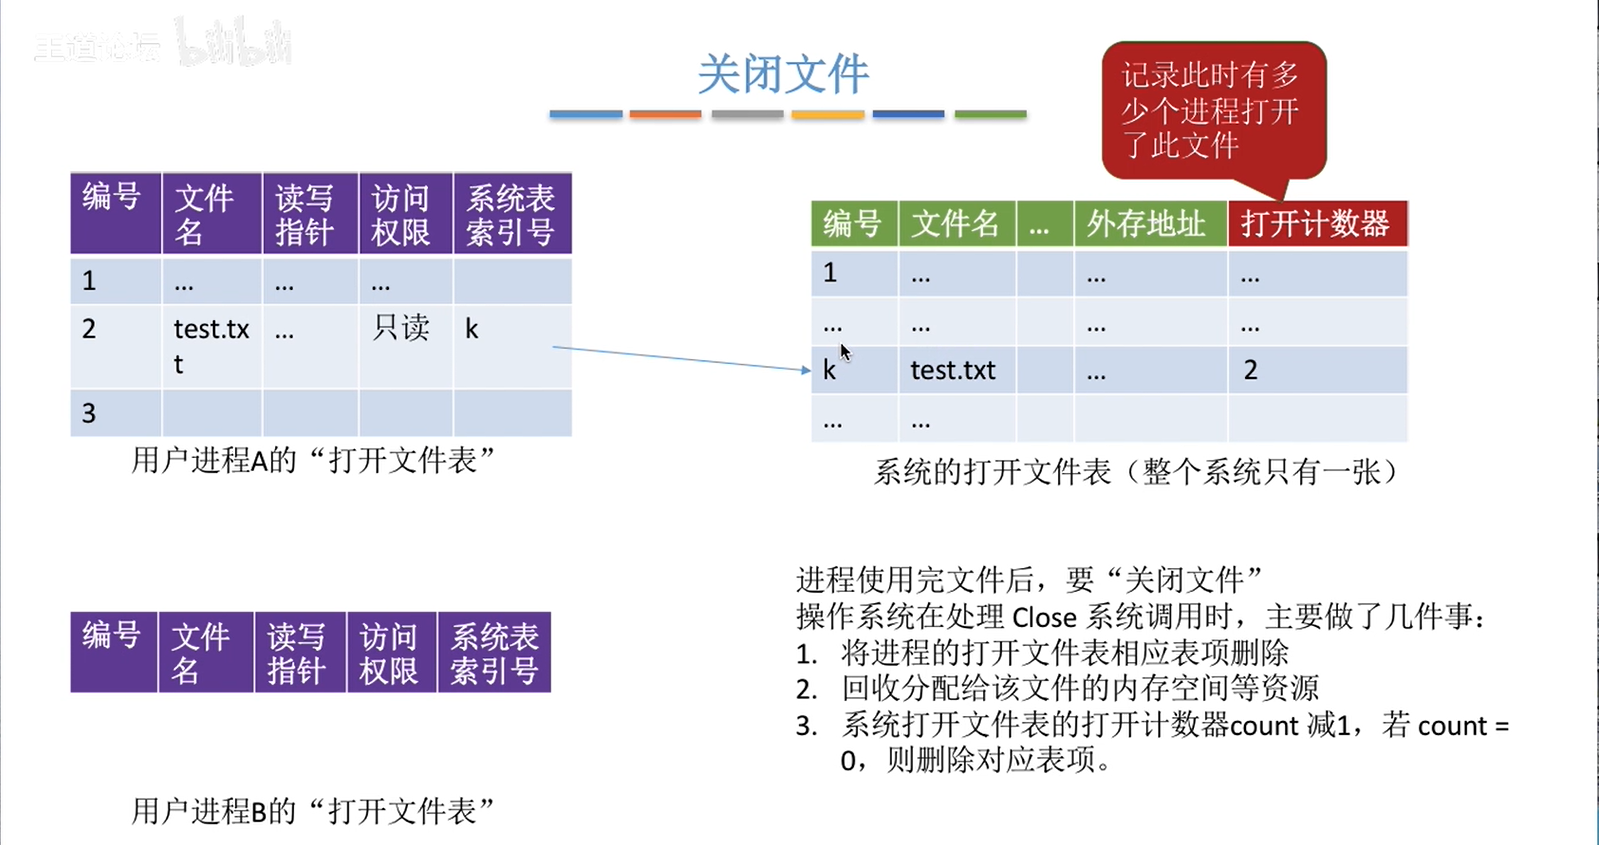 王道论坛 bilibili
关闭文件
记录此时有多
少个进程打开
了此文件
编号 文件名 读写指针 访问权限 系统表索引号
1 ... ... ...
2 test.txt ... 只读 k
3
用户进程A的“打开文件表”
编号 文件名 ... 外存地址 打开计数器
1 ... ... ...
... ... ... ...
k test.txt ... 2
... ...
系统的打开文件表（整个系统只有一张）
编号 文件名 读写指针 访问权限 系统表索引号
用户进程B的“打开文件表”
进程使用完文件后，要“关闭文件”
操作系统在处理 Close 系统调用时，主要做了几件事：
1. 将进程的打开文件表相应表项删除
2. 回收分配给该文件的内存空间等资源
3. 系统打开文件表的打开计数器count 减1，若 count =
0，则删除对应表项。